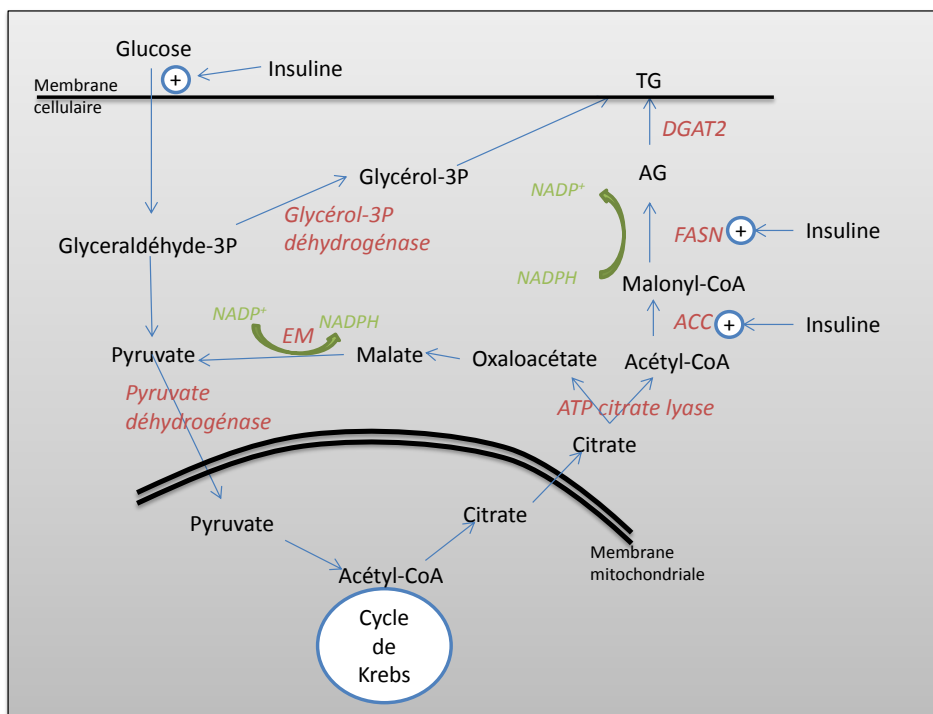 Glucose
+
Insuline
Membrane
cellulaire
TG
DGAT2
AG
Glycérol-3P
NADP⁺
Glycérol-3P
déhydrogénase
Glyceraldéhyde-3P
FASN
+
Insuline
NADPH
Malonyl-CoA
NADP⁺
NADPH
EM
ACC
+
Insuline
Pyruvate
Malate
Oxaloacétate
Acétyl-CoA
Pyruvate
déhydrogénase
ATP citrate lyase
Citrate
Pyruvate
Citrate
Membrane
mitochondriale
Acétyl-CoA
Cycle
de
Krebs